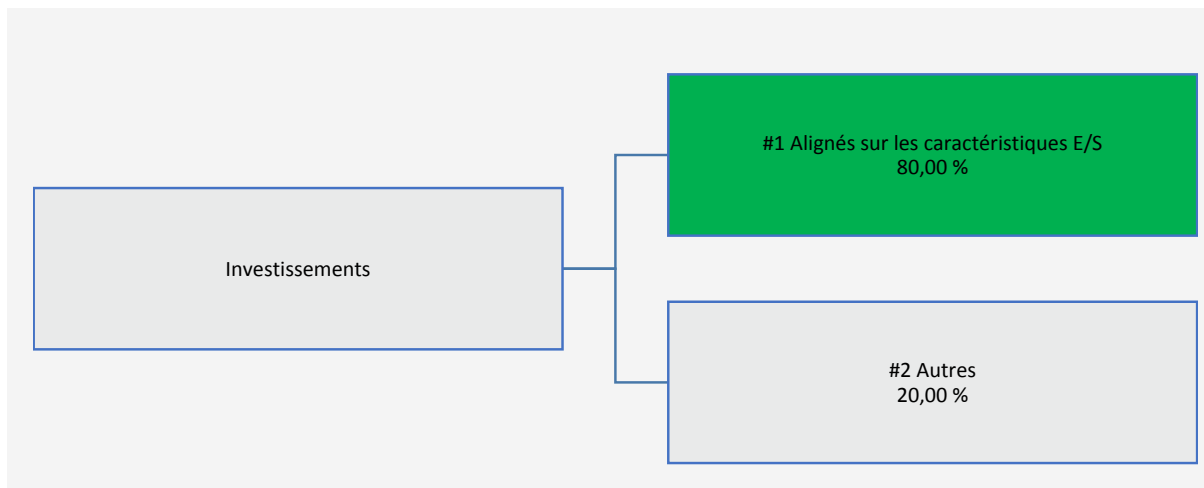 Investissements
#1 Alignés sur les caractéristiques E/S
80,00 %
#2 Autres
20,00 %